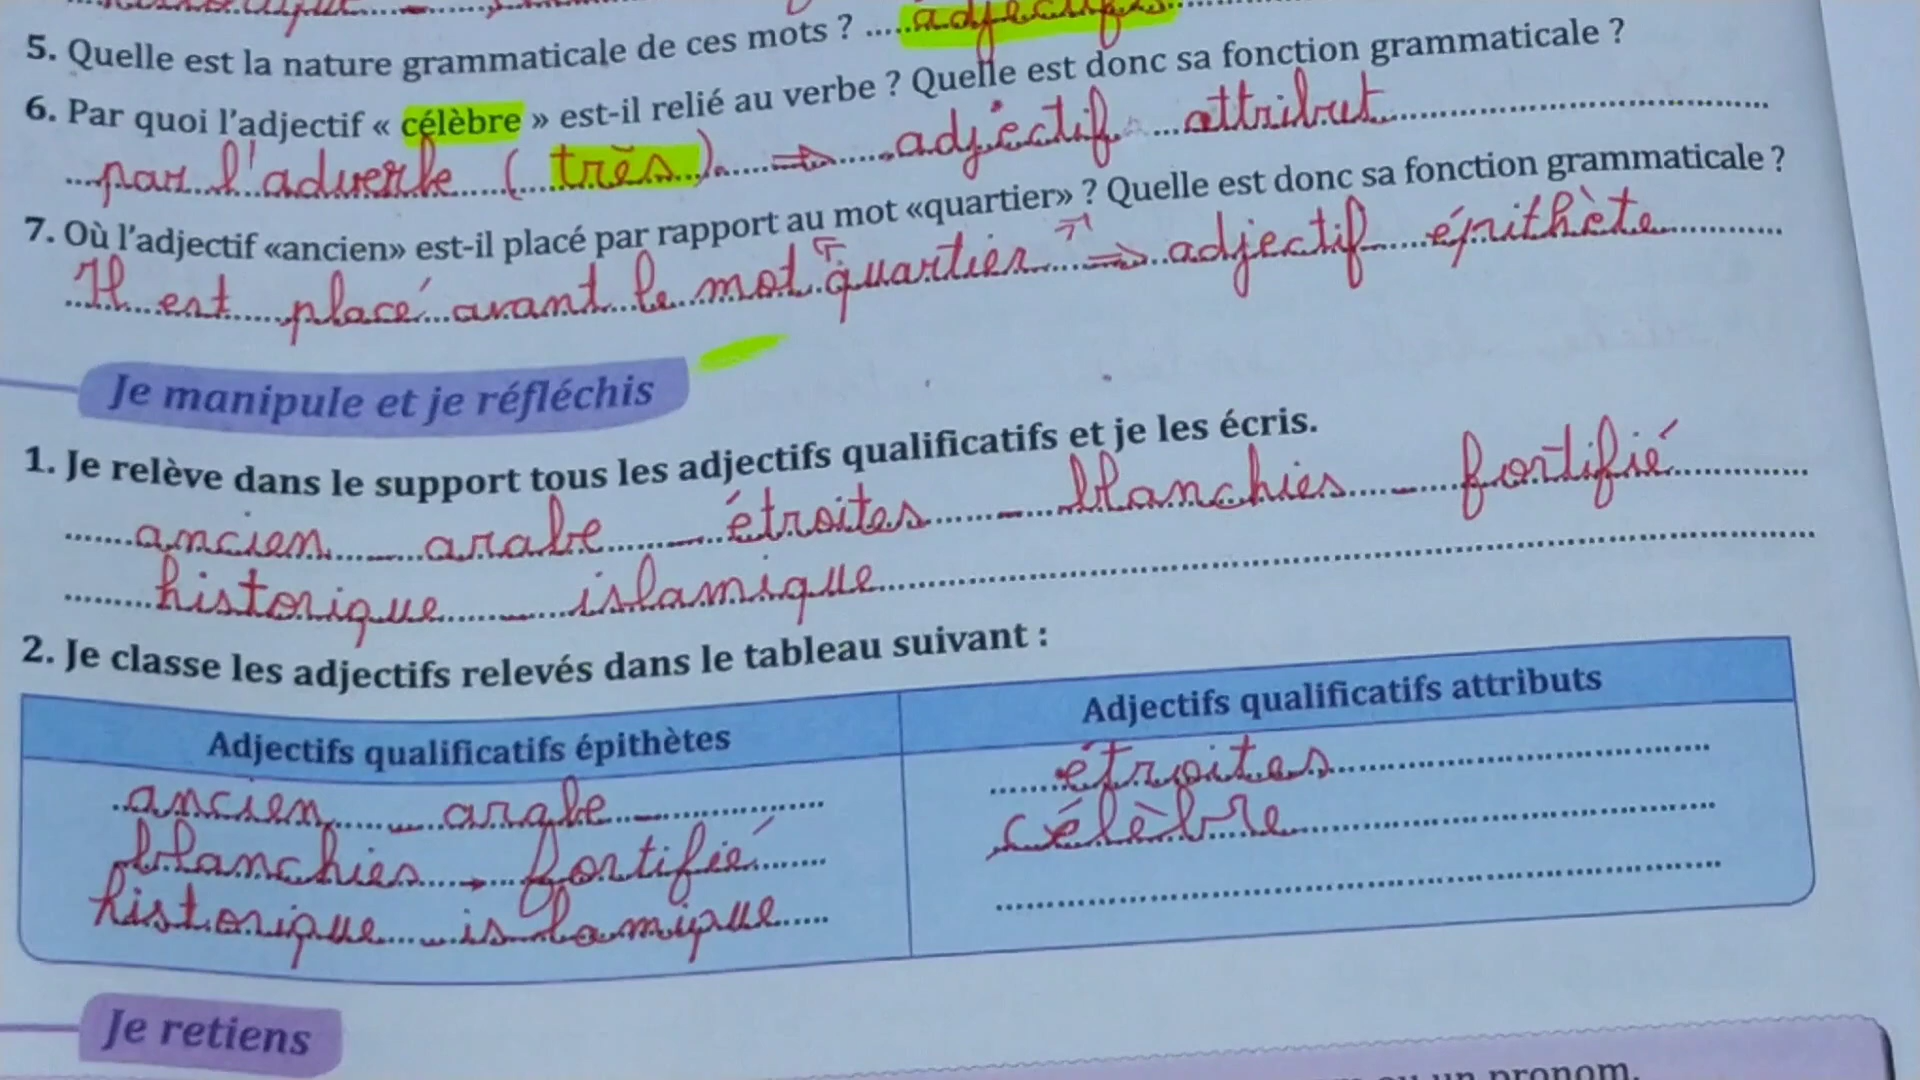 5. Quelle est la nature grammaticale de ces mots ? .....adjectifs
6. Par quoi l'adjectif « célèbre » est-il relié au verbe ? Quelle est donc sa fonction grammaticale ?
par l'adverbe (très) ⇒ adjectif attribut
7. Où l'adjectif «ancien» est-il placé par rapport au mot «quartier» ? Quelle est donc sa fonction grammaticale ?
Il est placé avant le mot "quartier" ⇒ adjectif épithète
Je manipule et je réfléchis
1. Je relève dans le support tous les adjectifs qualificatifs et je les écris.
ancien - arabe - étroites - blanchies - fortifié
historique - islamique
2. Je classe les adjectifs relevés dans le tableau suivant :
Adjectifs qualificatifs épithètes
Adjectifs qualificatifs attributs
ancien - arabe -
blanchies - fortifié
historique - islamique
étroites
célèbre
Je retiens
un pronom.